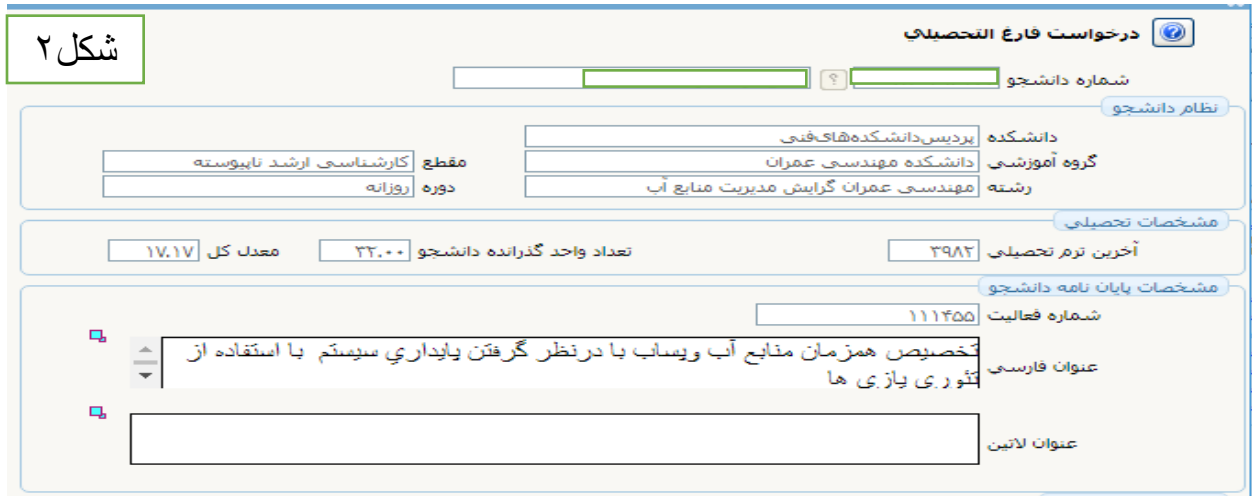 شکل۲
درخواست فارغ التحصيلي
شماره دانشجو ?
نظام دانشجو
دانشکده پردیس‌دانشکده‌های‌فنی
گروه آموزشی دانشکده مهندسی عمران مقطع کارشناسی ارشد ناپیوسته
رشته مهندسی عمران گرایش مدیریت منابع آب دوره روزانه
مشخصات تحصیلی
آخرین ترم تحصیلی ۳۹۸۲ تعداد واحد گذرانده دانشجو ۳۲.۰۰ معدل کل ۱۷.۱۷
مشخصات پایان نامه دانشجو
شماره فعالیت ۱۱۱۴۵۵
عنوان فارسي تخصیص همزمان منابع آب وپساب با درنظر گرفتن پايداري سیستم با استفاده از
تئوری بازی ها
عنوان لاتین